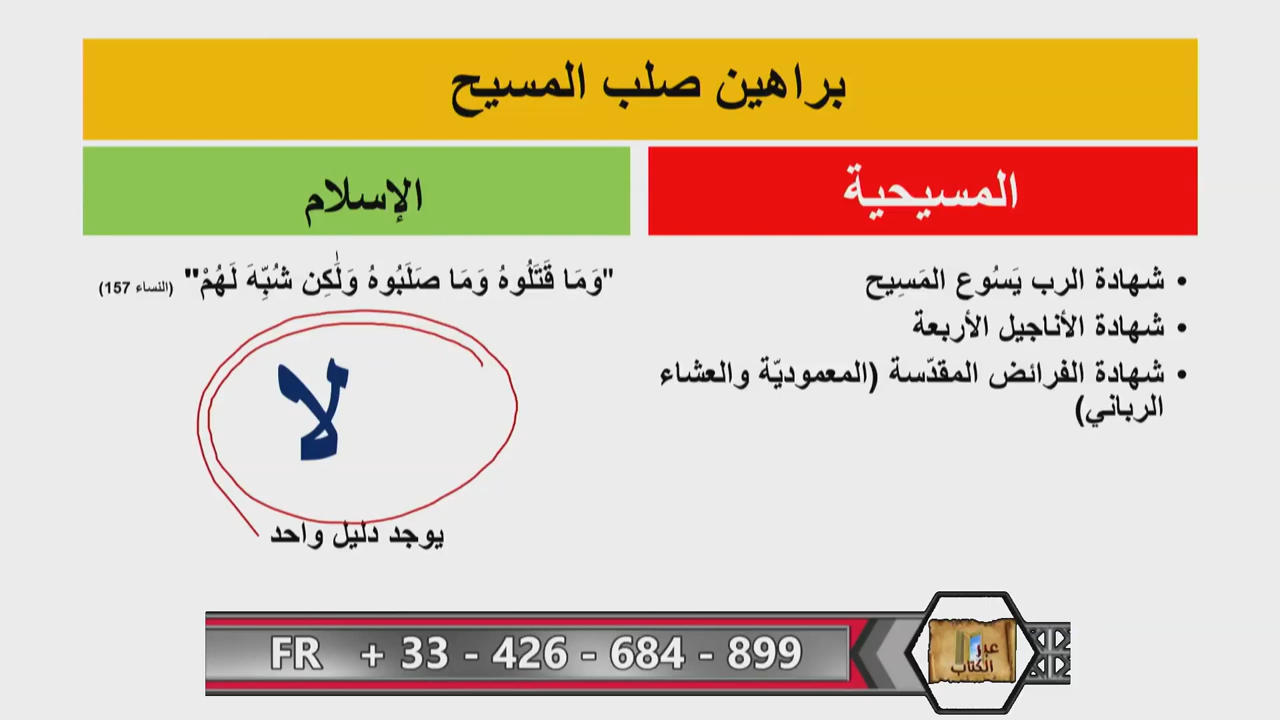 براهين صلب المسيح
المسيحية
• شهادة الرب يَسُوع المَسِيح
• شهادة الأناجيل الأربعة
• شهادة الفرائض المقدّسة (المعموديّة والعشاء
الرباني)
الإسلام
"وَمَا قَتَلُوهُ وَمَا صَلَبُوهُ وَلَٰكِن شُبِّهَ لَهُمْ" (النساء 157)
لا
يوجد دليل واحد
FR + 33 - 426 - 684 - 899
عبر
الكتاب